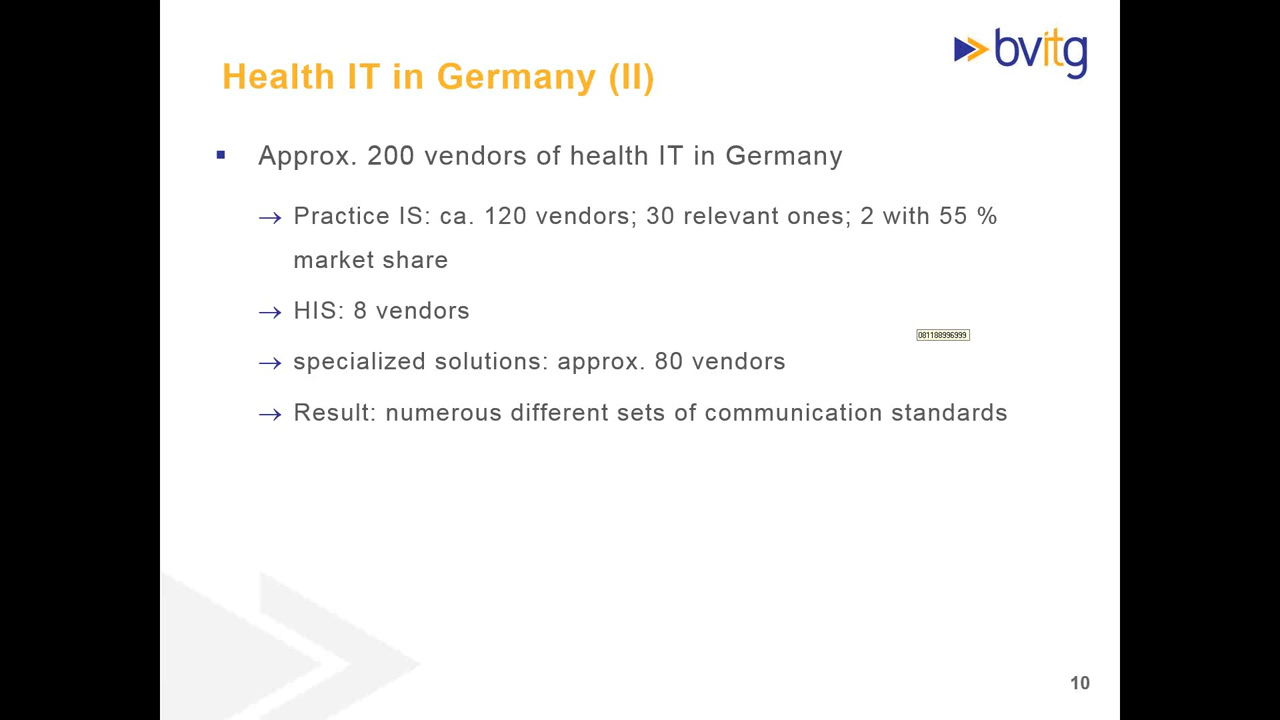 bvitg
Health IT in Germany (II)
▪ Approx. 200 vendors of health IT in Germany
→ Practice IS: ca. 120 vendors; 30 relevant ones; 2 with 55 %
market share
→ HIS: 8 vendors
081188996999
→ specialized solutions: approx. 80 vendors
→ Result: numerous different sets of communication standards
10